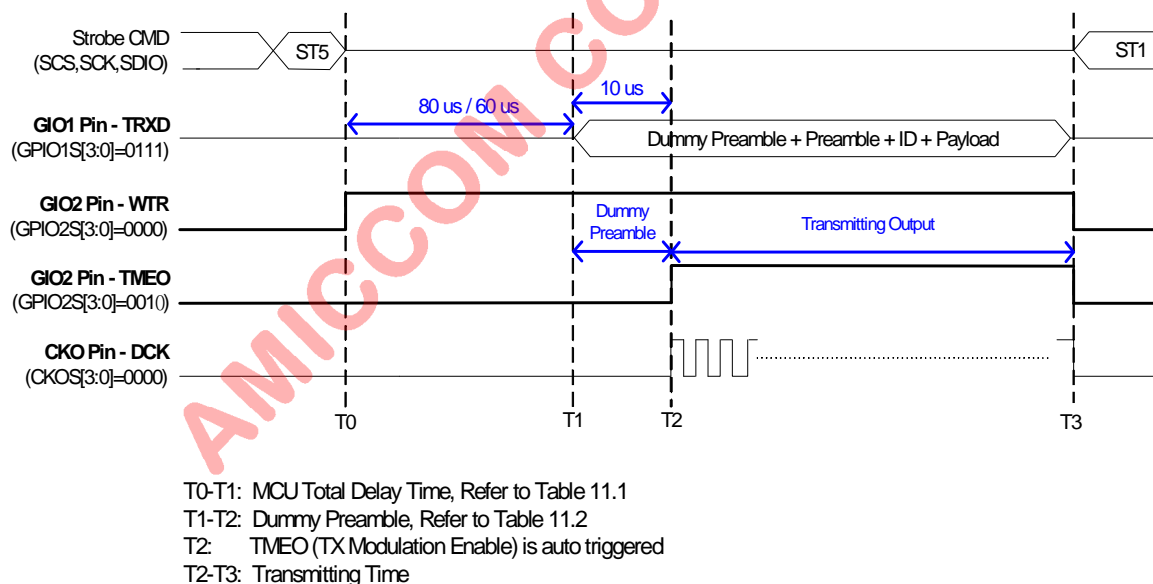 Strobe CMD
(SCS,SCK,SDIO)
ST5
ST1
80 us / 60 us
10 us
GIO1 Pin - TRXD
(GPIO1S[3:0]=0111)
Dummy Preamble + Preamble + ID + Payload
GIO2 Pin - WTR
(GPIO2S[3:0]=0000)
Dummy
Preamble
Transmitting Output
GIO2 Pin - TMEO
(GPIO2S[3:0]=0010)
CKO Pin - DCK
(CKOS[3:0]=0000)
T0
T1
T2
T3
AMICCOM CO
T0-T1: MCU Total Delay Time, Refer to Table 11.1
T1-T2: Dummy Preamble, Refer to Table 11.2
T2: TMEO (TX Modulation Enable) is auto triggered
T2-T3: Transmitting Time